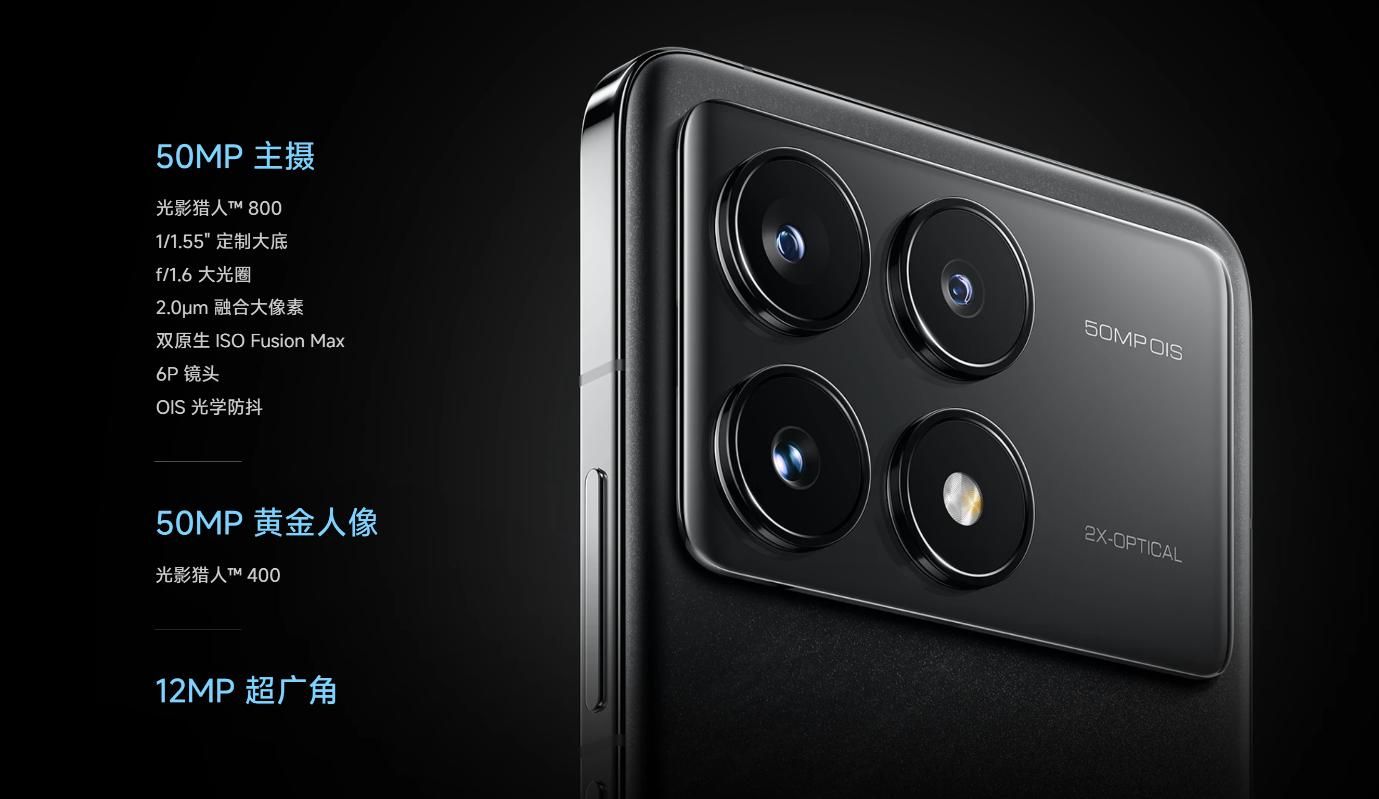 50MP 主摄
光影猎人™ 800
1/1.55" 定制大底
f/1.6 大光圈
2.0μm 融合大像素
双原生 ISO Fusion Max
6P 镜头
OIS 光学防抖
50MP 黄金人像
光影猎人™ 400
12MP 超广角
50MP OIS
2X-OPTICAL